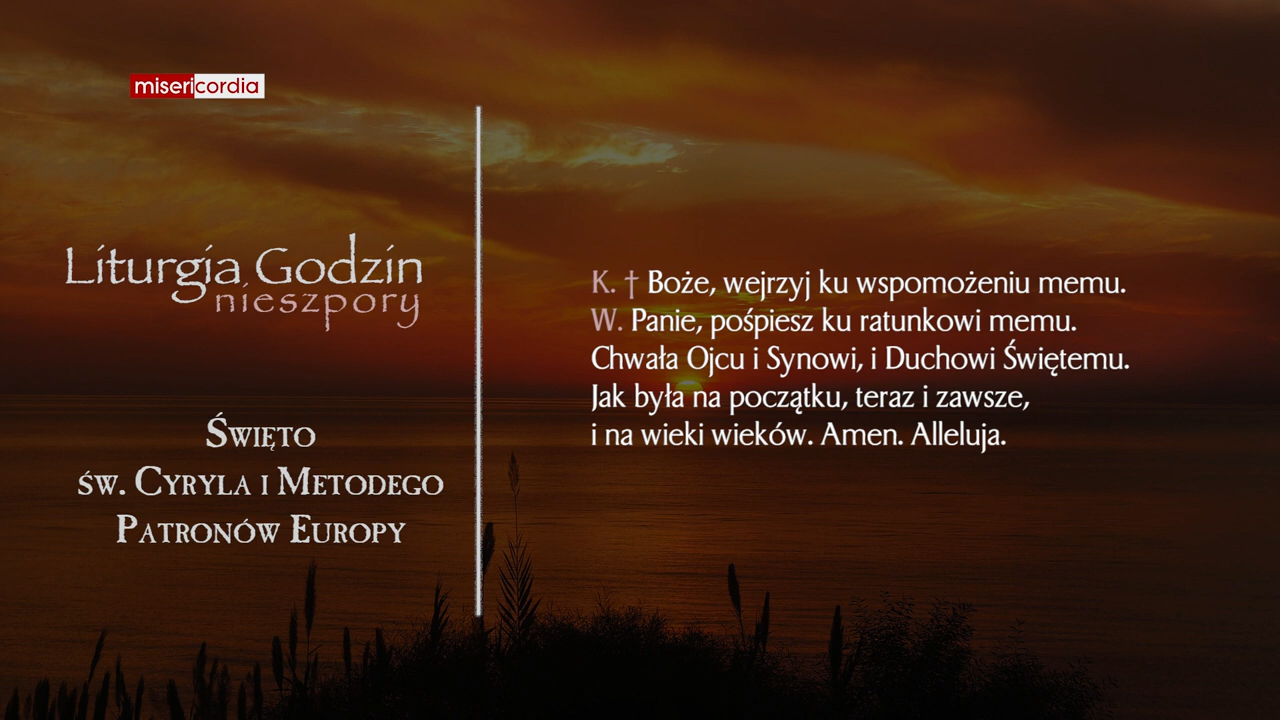 misericordia
Liturgia Godzin
nieszpory
Święto
św. Cyryla i Metodego
Patronów Europy
K. † Boże, wejrzyj ku wspomożeniu memu.
W. Panie, pośpiesz ku ratunkowi memu.
Chwała Ojcu i Synowi, i Duchowi Świętemu.
Jak była na początku, teraz i zawsze,
i na wieki wieków. Amen. Alleluja.